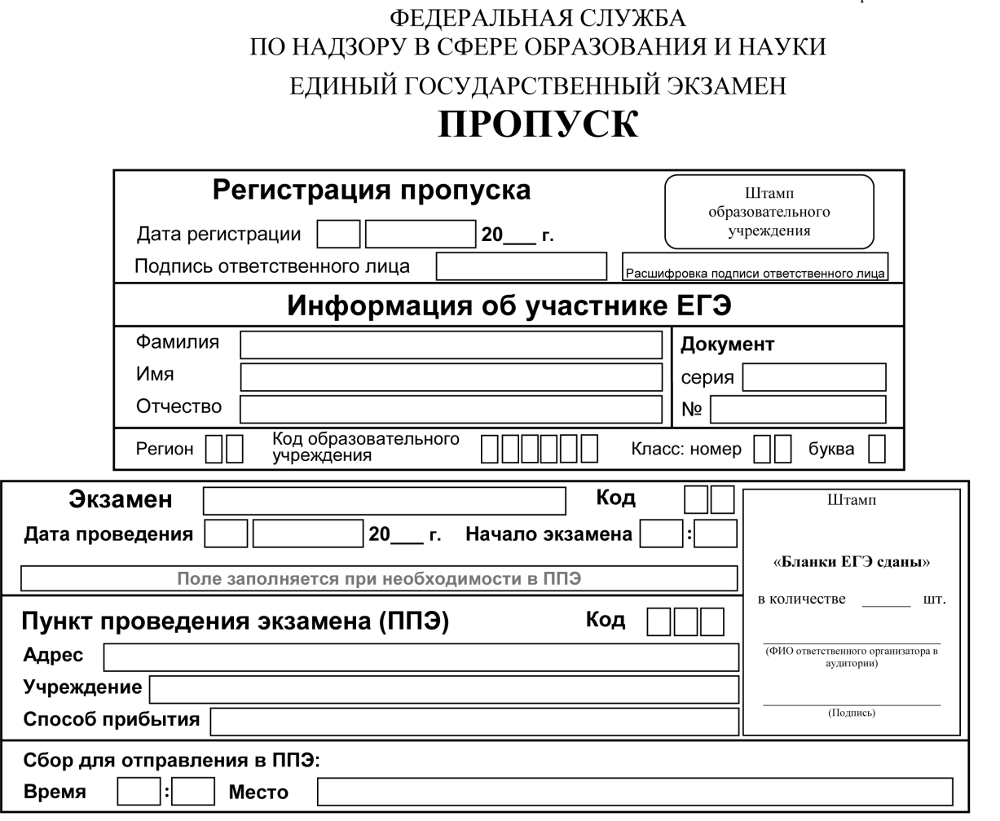 ФЕДЕРАЛЬНАЯ СЛУЖБА
ПО НАДЗОРУ В СФЕРЕ ОБРАЗОВАНИЯ И НАУКИ
ЕДИНЫЙ ГОСУДАРСТВЕННЫЙ ЭКЗАМЕН
ПРОПУСК
Регистрация пропуска
Штамп
образовательного
учреждения
Дата регистрации 20___ г.
Подпись ответственного лица
Расшифровка подписи ответственного лица
Информация об участнике ЕГЭ
Фамилия
Имя
Отчество
Документ
серия
№
Регион
Код образовательного
учреждения
Класс: номер
буква
Экзамен
Код
Дата проведения 20___ г.
Начало экзамена :
Поле заполняется при необходимости в ППЭ
Штамп
«Бланки ЕГЭ сданы»
в количестве ______ шт.
(ФИО ответственного организатора в
аудитории)
(Подпись)
Пункт проведения экзамена (ППЭ)
Код
Адрес
Учреждение
Способ прибытия
Сбор для отправления в ППЭ:
Время :
Место